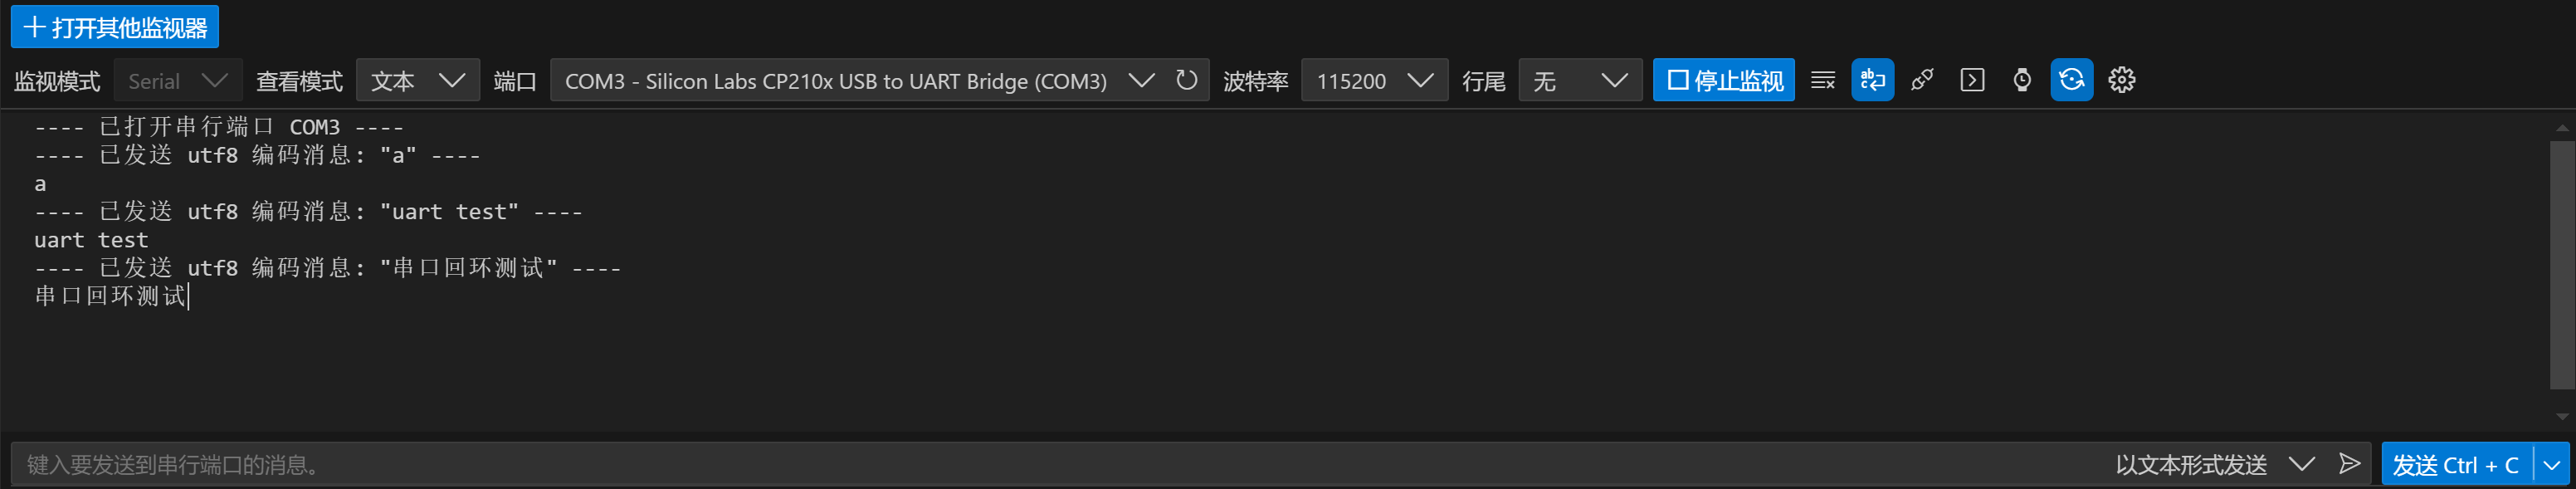 打开其他监视器
监视模式 Serial 查看模式 文本 端口 COM3 - Silicon Labs CP210x USB to UART Bridge (COM3) 波特率 115200 行尾 无 停止监视
---- 已打开串行端口 COM3 ----
---- 已发送 utf8 编码消息: "a" ----
a
---- 已发送 utf8 编码消息: "uart test" ----
uart test
---- 已发送 utf8 编码消息: "串口回环测试" ----
串口回环测试
键入要发送到串行端口的消息。 以文本形式发送 发送 Ctrl + C